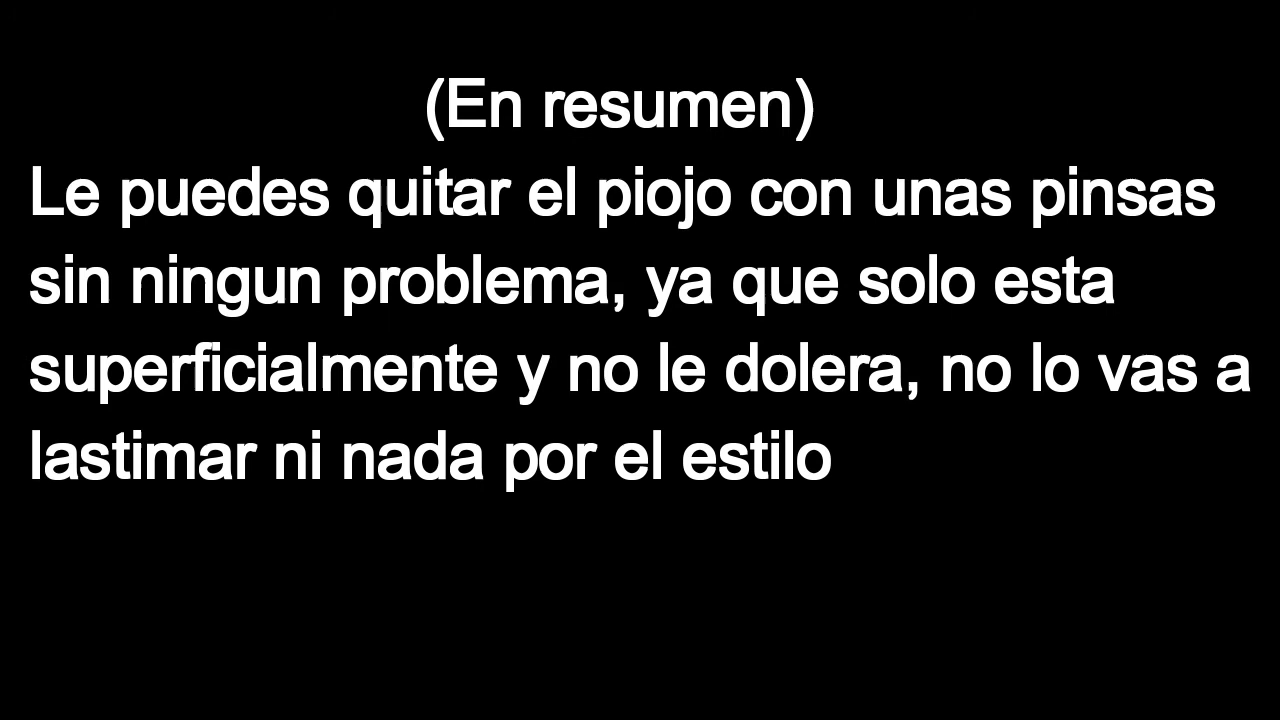 (En resumen)
Le puedes quitar el piojo con unas pinsas
sin ningun problema, ya que solo esta
superficialmente y no le dolera, no lo vas a
lastimar ni nada por el estilo